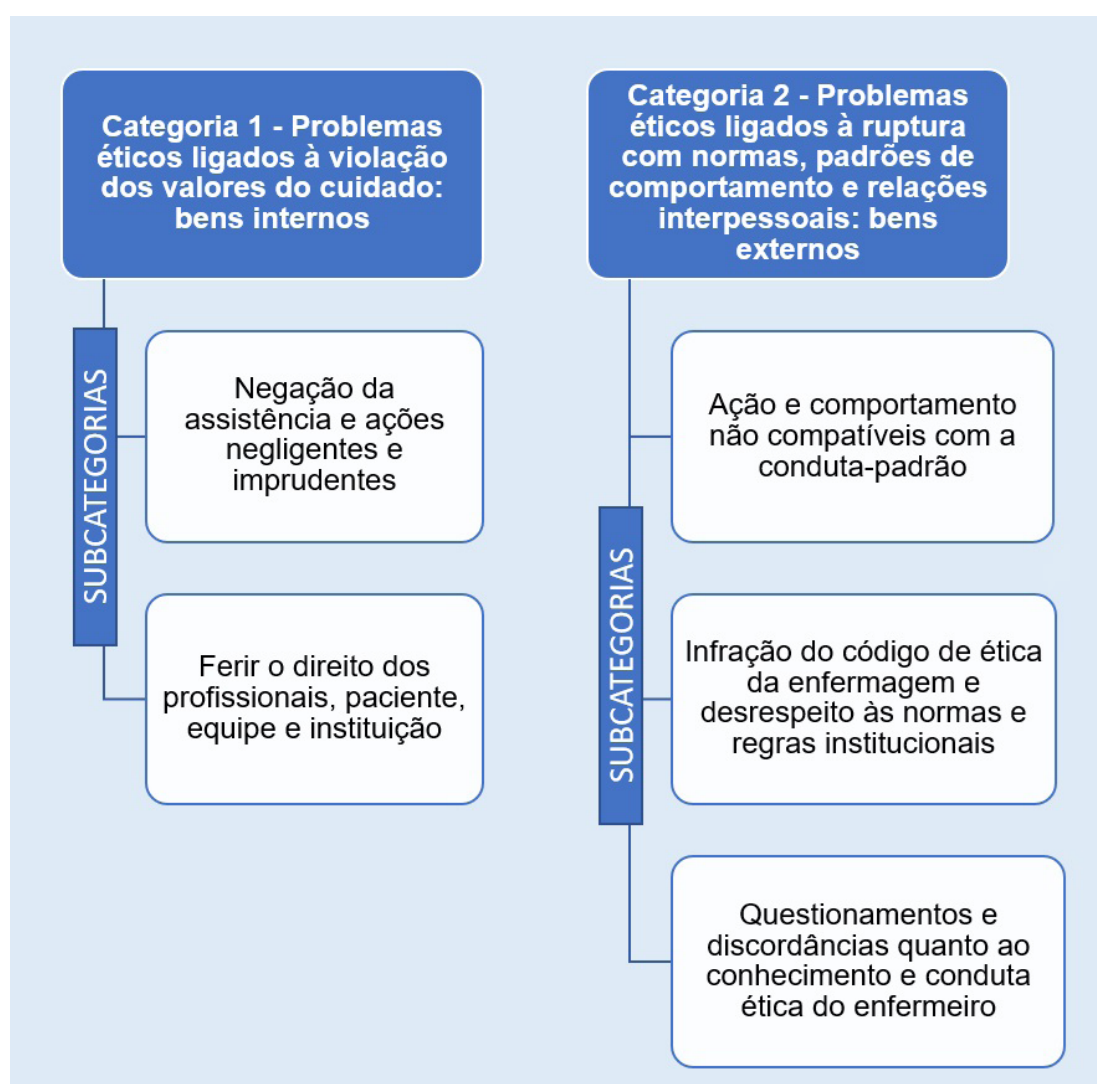 Categoria 1 - Problemas
éticos ligados à violação
dos valores do cuidado:
bens internos
SUBCATEGORIAS
Negação da
assistência e ações
negligentes e
imprudentes
Ferir o direito dos
profissionais, paciente,
equipe e instituição
Categoria 2 - Problemas
éticos ligados à ruptura
com normas, padrões de
comportamento e relações
interpessoais: bens
externos
SUBCATEGORIAS
Ação e comportamento
não compatíveis com a
conduta-padrão
Infração do código de ética
da enfermagem e
desrespeito às normas e
regras institucionais
Questionamentos e
discordâncias quanto ao
conhecimento e conduta
ética do enfermeiro